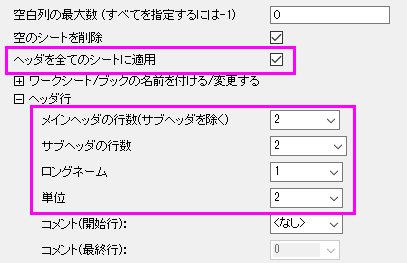 空白列の最大数 (すべてを指定するには-1) 0
空のシートを削除
ヘッダを全てのシートに適用
ワークシート/ブックの名前を付ける/変更する
ヘッダ行
メインヘッダの行数(サブヘッダを除く) 2
サブヘッダの行数 2
ロングネーム 1
単位 2
コメント(開始行) <なし>
コメント(最終行) 0